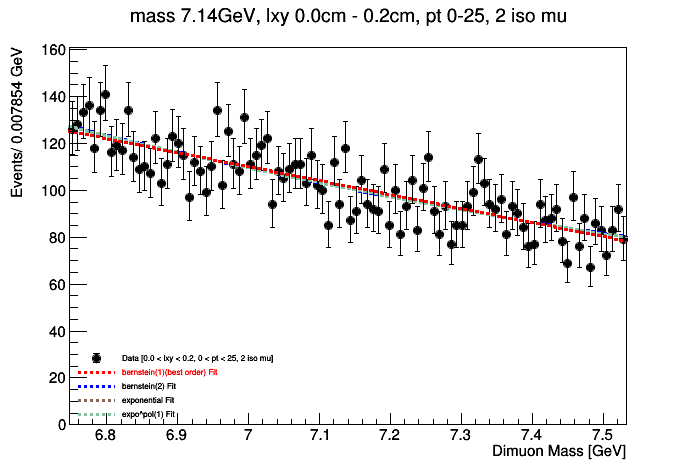 mass 7.14GeV, lxy 0.0cm - 0.2cm, pt 0-25, 2 iso mu
Events/ 0.007854 GeV
160
140
120
100
80
60
40
20
0
Data [0.0 < lxy < 0.2, 0 < pt < 25, 2 iso mu]
bernstein(1)(best order) Fit
bernstein(2) Fit
exponential Fit
expo*pol(1) Fit
6.8 6.9 7 7.1 7.2 7.3 7.4 7.5
Dimuon Mass [GeV]